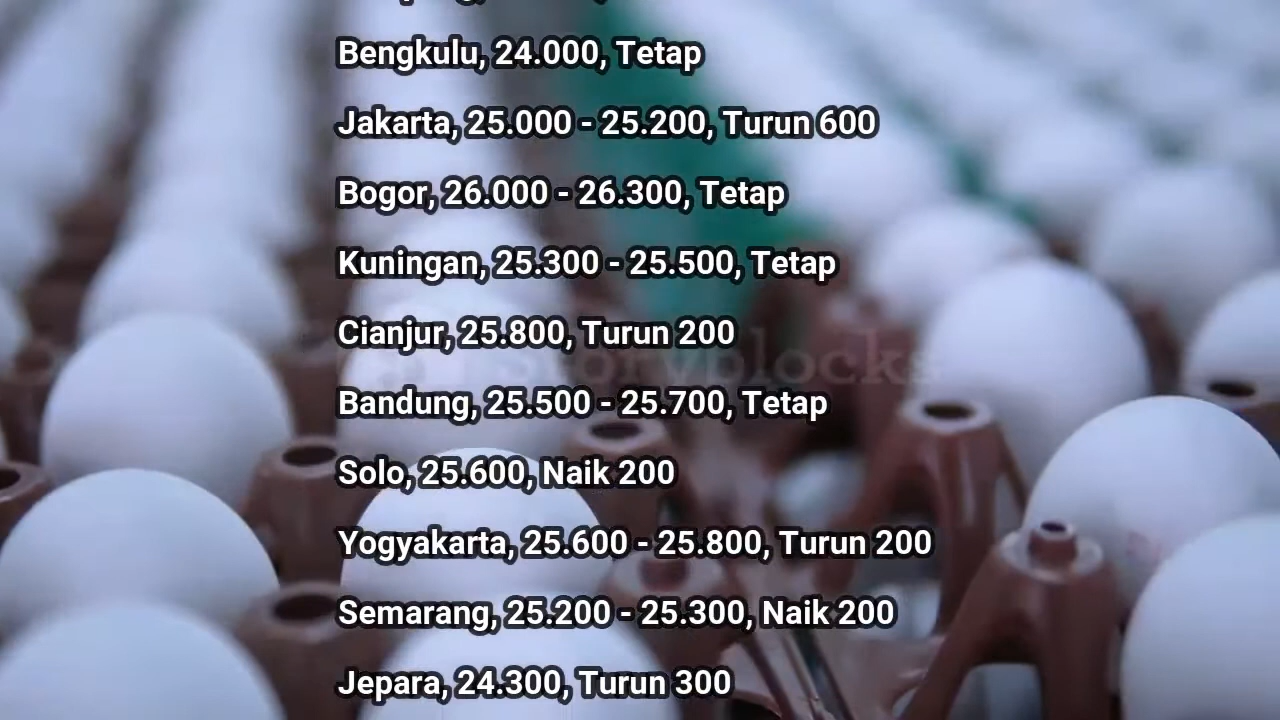 Bengkulu, 24.000, Tetap
Jakarta, 25.000 - 25.200, Turun 600
Bogor, 26.000 - 26.300, Tetap
Kuningan, 25.300 - 25.500, Tetap
Cianjur, 25.800, Turun 200
Storyblocks
Bandung, 25.500 - 25.700, Tetap
Solo, 25.600, Naik 200
Yogyakarta, 25.600 - 25.800, Turun 200
Semarang, 25.200 - 25.300, Naik 200
Jepara, 24.300, Turun 300